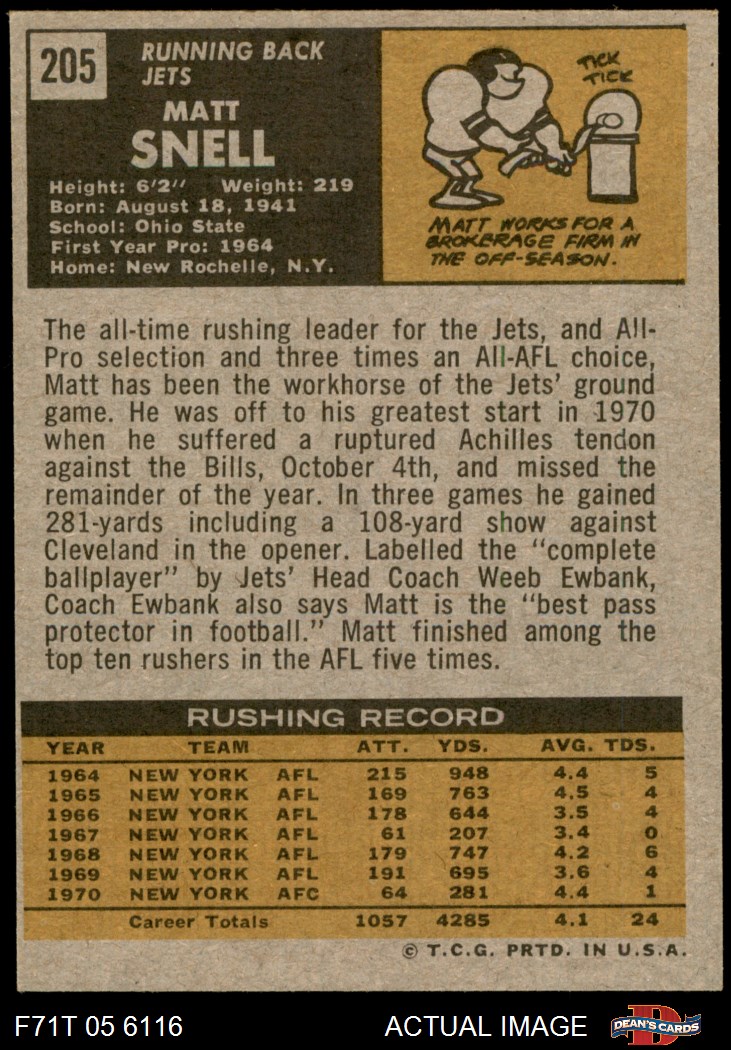 205
RUNNING BACK
JETS
MATT
SNELL
Height: 6'2" Weight: 219
Born: August 18, 1941
School: Ohio State
First Year Pro: 1964
Home: New Rochelle, N.Y.
TICK
TICK
MATT WORKS FOR A
BROKERAGE FIRM IN
THE OFF-SEASON.
The all-time rushing leader for the Jets, and All-
Pro selection and three times an All-AFL choice,
Matt has been the workhorse of the Jets' ground
game. He was off to his greatest start in 1970
when he suffered a ruptured Achilles tendon
against the Bills, October 4th, and missed the
remainder of the year. In three games he gained
281-yards including a 108-yard show against
Cleveland in the opener. Labelled the "complete
ballplayer" by Jets' Head Coach Weeb Ewbank,
Coach Ewbank also says Matt is the "best pass
protector in football." Matt finished among the
top ten rushers in the AFL five times.
RUSHING RECORD
YEAR TEAM ATT. YDS. AVG. TDS.
1964 NEW YORK AFL 215 948 4.4 5
1965 NEW YORK AFL 169 763 4.5 4
1966 NEW YORK AFL 178 644 3.5 4
1967 NEW YORK AFL 61 207 3.4 0
1968 NEW YORK AFL 179 747 4.2 6
1969 NEW YORK AFL 191 695 3.6 4
1970 NEW YORK AFC 64 281 4.4 1
Career Totals 1057 4285 4.1 24
© T.C.G. PRTD. IN U.S.A.
F71T 05 6116 ACTUAL IMAGE D DEAN'S CARDS